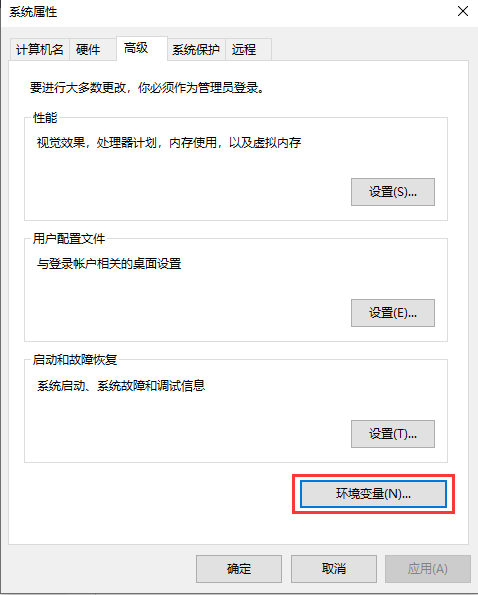 系统属性
计算机名 硬件 高级 系统保护 远程
要进行大多数更改，你必须作为管理员登录。
性能
视觉效果，处理器计划，内存使用，以及虚拟内存
设置(S)...
用户配置文件
与登录帐户相关的桌面设置
设置(E)...
启动和故障恢复
系统启动、系统故障和调试信息
设置(T)...
环境变量(N)...
确定 取消 应用(A)